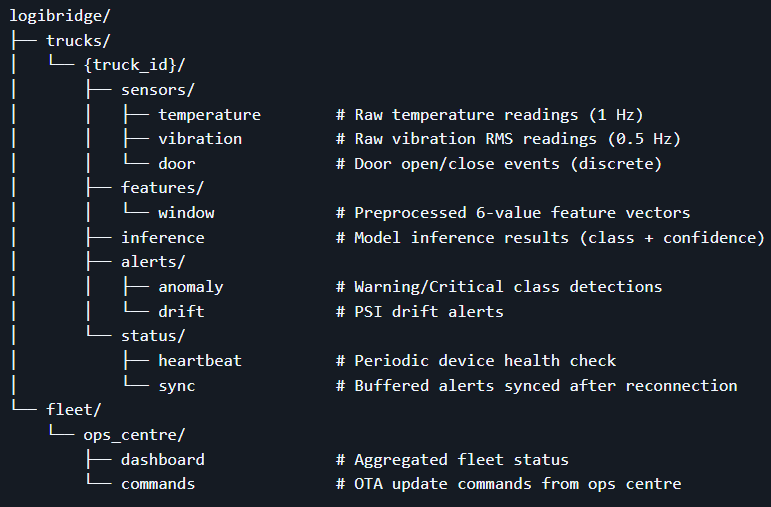 logibridge/
├── trucks/
│   └── {truck_id}/
│       ├── sensors/
│       │   ├── temperature        # Raw temperature readings (1 Hz)
│       │   ├── vibration          # Raw vibration RMS readings (0.5 Hz)
│       │   └── door               # Door open/close events (discrete)
│       ├── features/
│       │   └── window             # Preprocessed 6-value feature vectors
│       ├── inference              # Model inference results (class + confidence)
│       ├── alerts/
│       │   ├── anomaly            # Warning/Critical class detections
│       │   └── drift              # PSI drift alerts
│       └── status/
│           ├── heartbeat          # Periodic device health check
│           └── sync               # Buffered alerts synced after reconnection
└── fleet/
    └── ops_centre/
        ├── dashboard              # Aggregated fleet status
        └── commands               # OTA update commands from ops centre